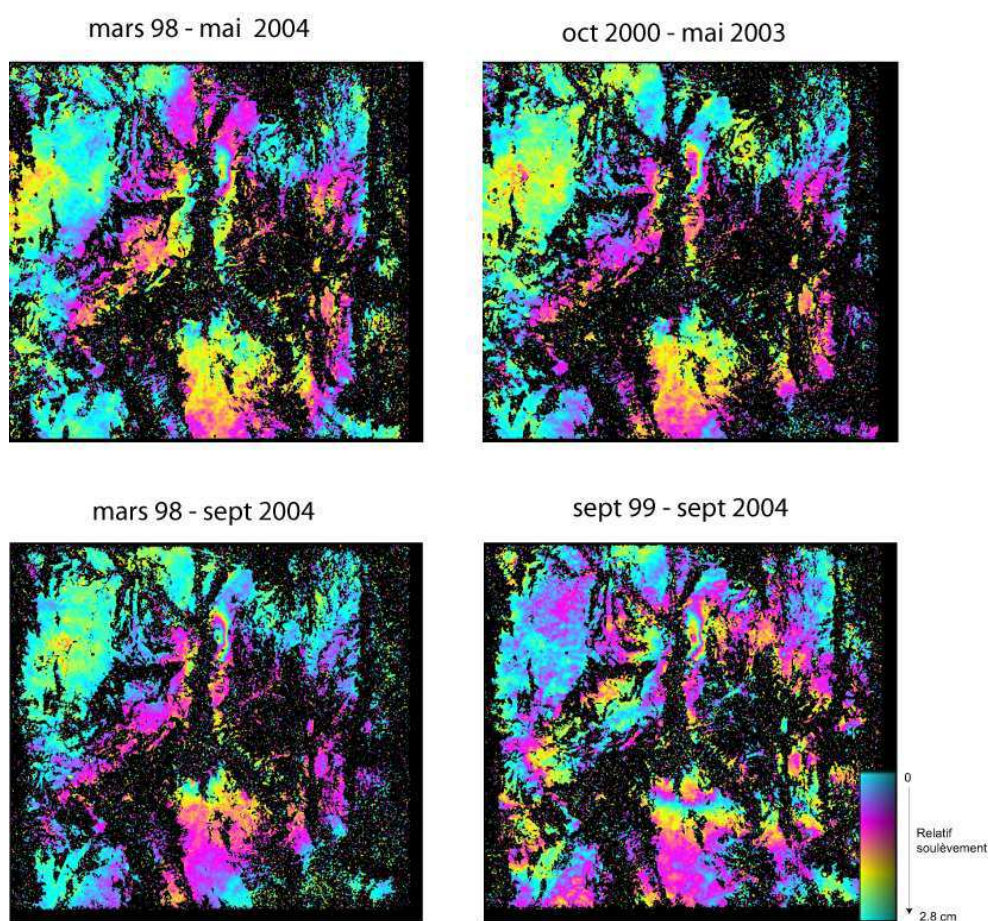 mars 98 - mai 2004
oct 2000 - mai 2003
mars 98 - sept 2004
sept 99 - sept 2004
0
Relatif
soulèvement
2.8 cm